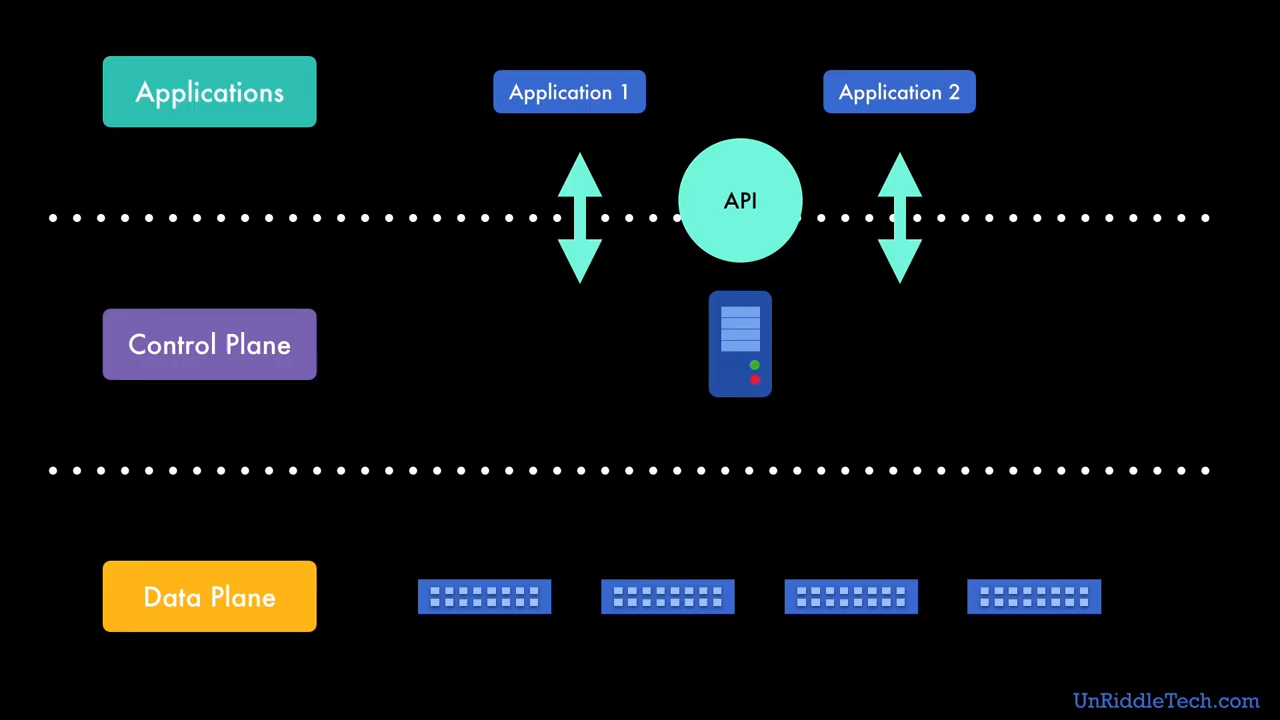 Applications
Application 1
Application 2
API
Control Plane
Data Plane
UnRiddleTech.com